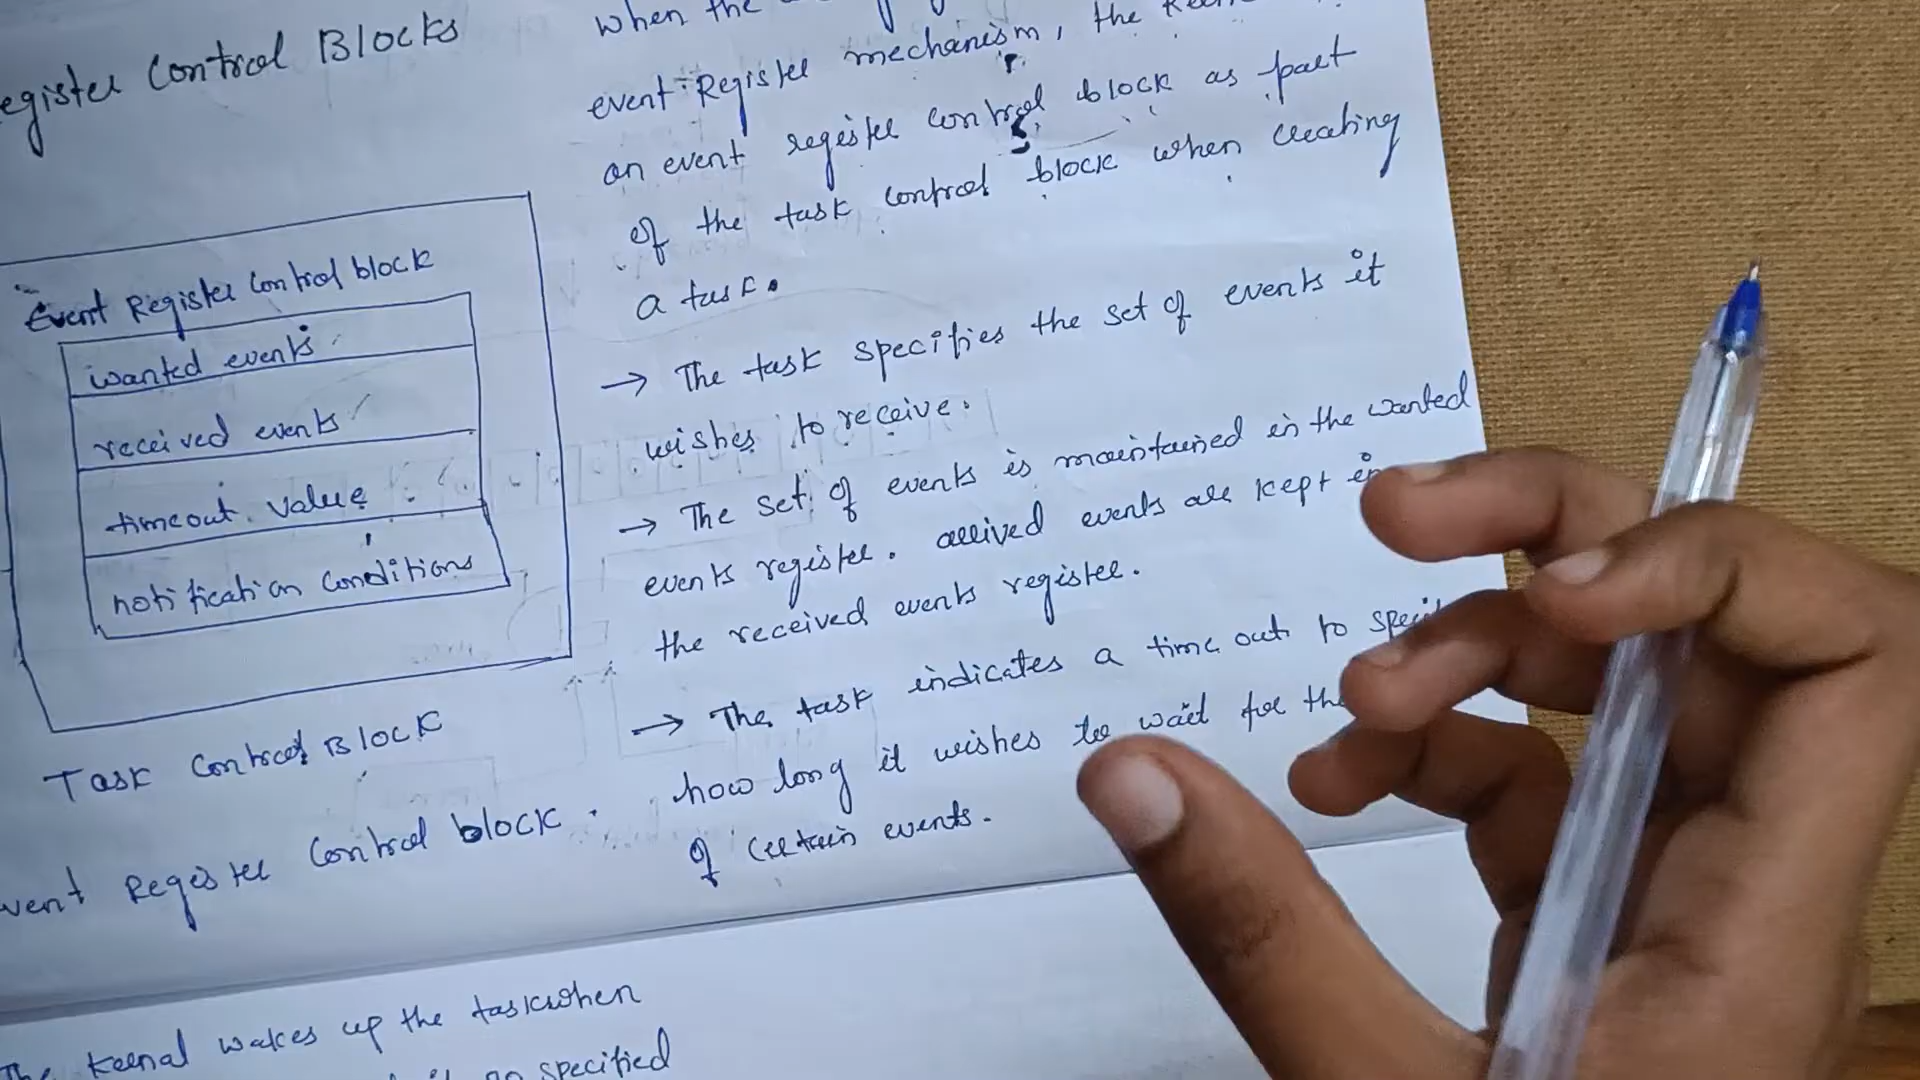 egister Control Blocks
Event Register Control block
wanted events
received events
timeout value
notification conditions
Task Control Block
vent Register Control block.
when the
event-Register mechanism, the
an event register control block as part
of the task control block when creating
a task.
→ The task specifies the set of events it
wishes to receive.
→ The set of events is maintained in the wanted
events register. arrived events are kept in
the received events register.
→ The task indicates a time out to
how long it wishes to wait for the
of certain events.
The kernal wakes up the task when
specified